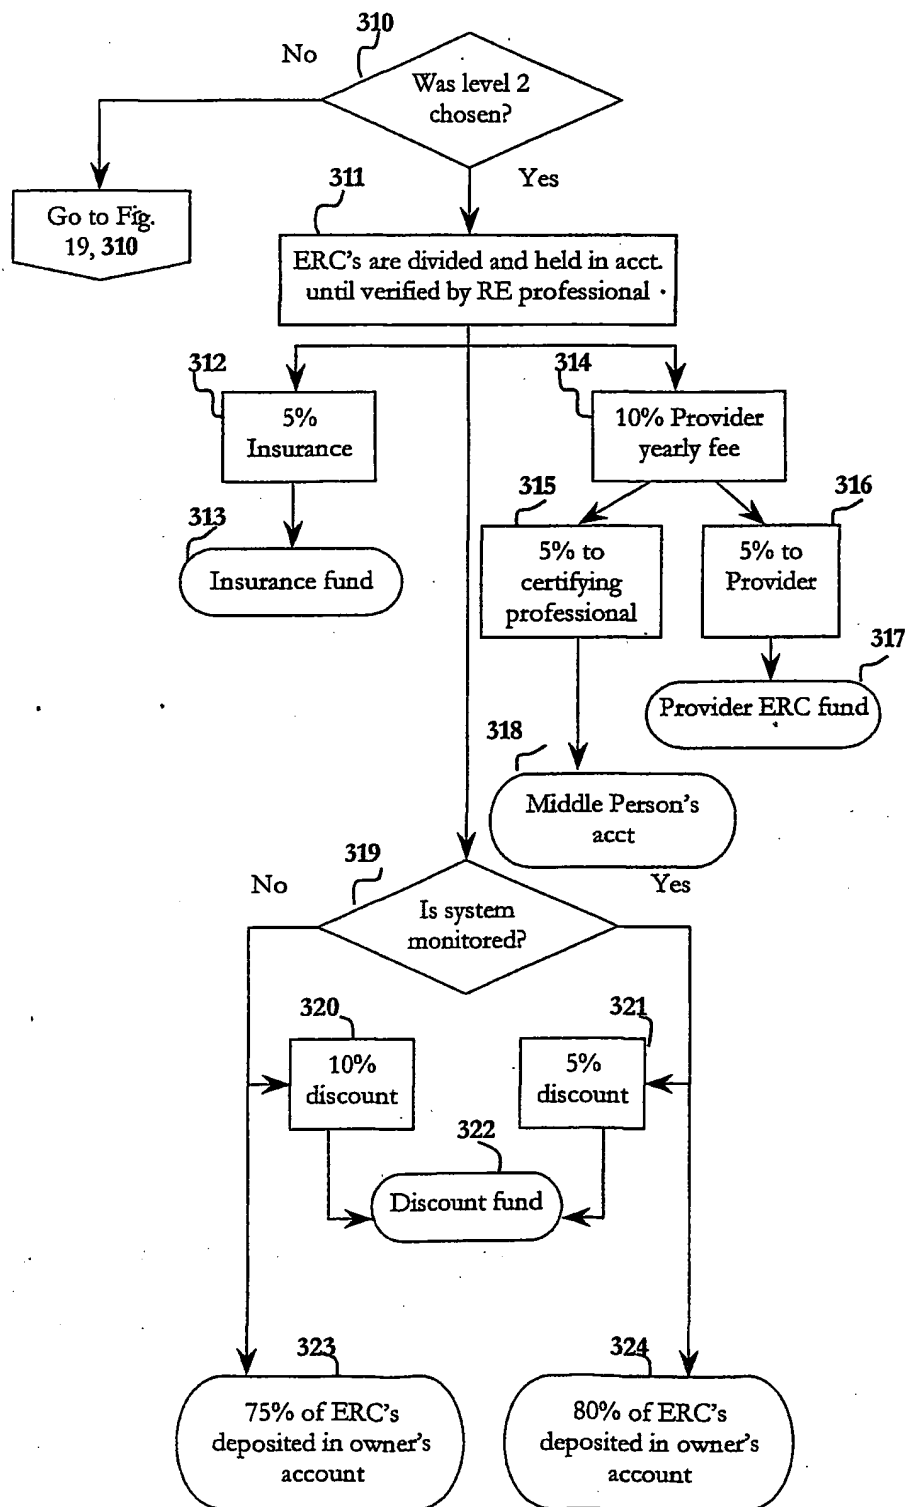 310
No
Was level 2
chosen?
Yes
311
Go to Fig.
19, 310
ERC's are divided and held in acct.
until verified by RE professional
312
314
5%
Insurance
10% Provider
yearly fee
315
316
313
5% to
certifying
professional
5% to
Provider
Insurance fund
317
Provider ERC fund
318
Middle Person's
acct
319
No
Yes
Is system
monitored?
320
321
10%
discount
5%
discount
322
Discount fund
323
324
75% of ERC's
deposited in owner's
account
80% of ERC's
deposited in owner's
account